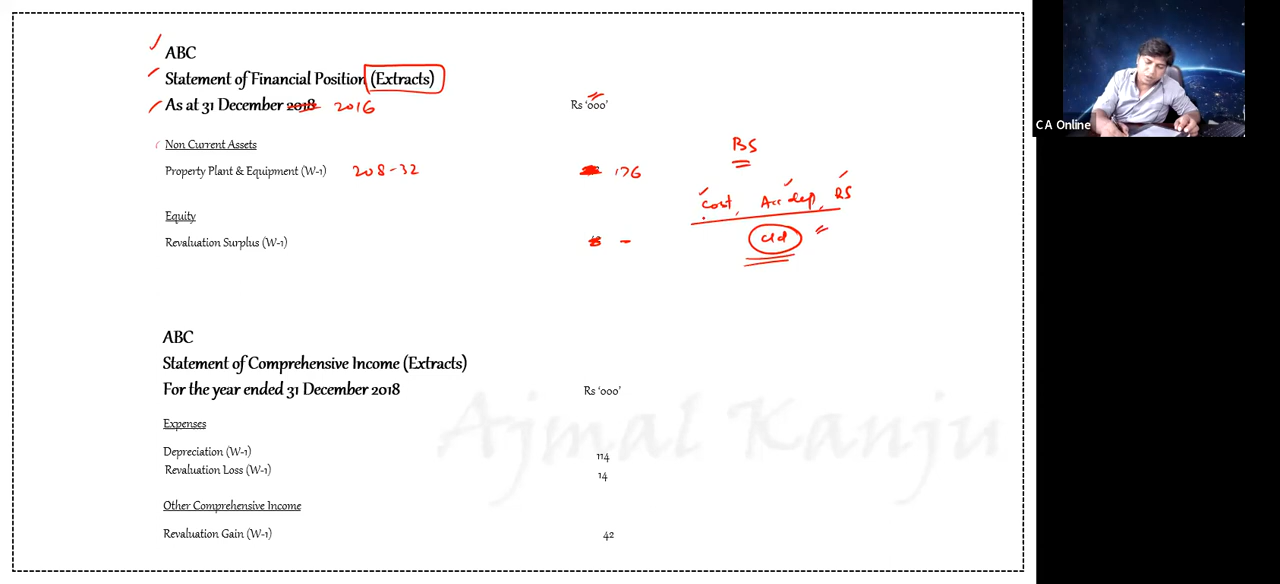 ABC
Statement of Financial Position (Extracts)
As at 31 December 2018 2016 Rs ‘000’
Non Current Assets
Property Plant & Equipment (W-1) 208-32 176
Equity
Revaluation Surplus (W-1) -
BS
Cost, Acc dep, RS
cld
ABC
Statement of Comprehensive Income (Extracts)
For the year ended 31 December 2018 Rs ‘000’
Expenses
Depreciation (W-1) 114
Revaluation Loss (W-1) 14
Other Comprehensive Income
Revaluation Gain (W-1) 42
Ajmal Kanju
C A Online